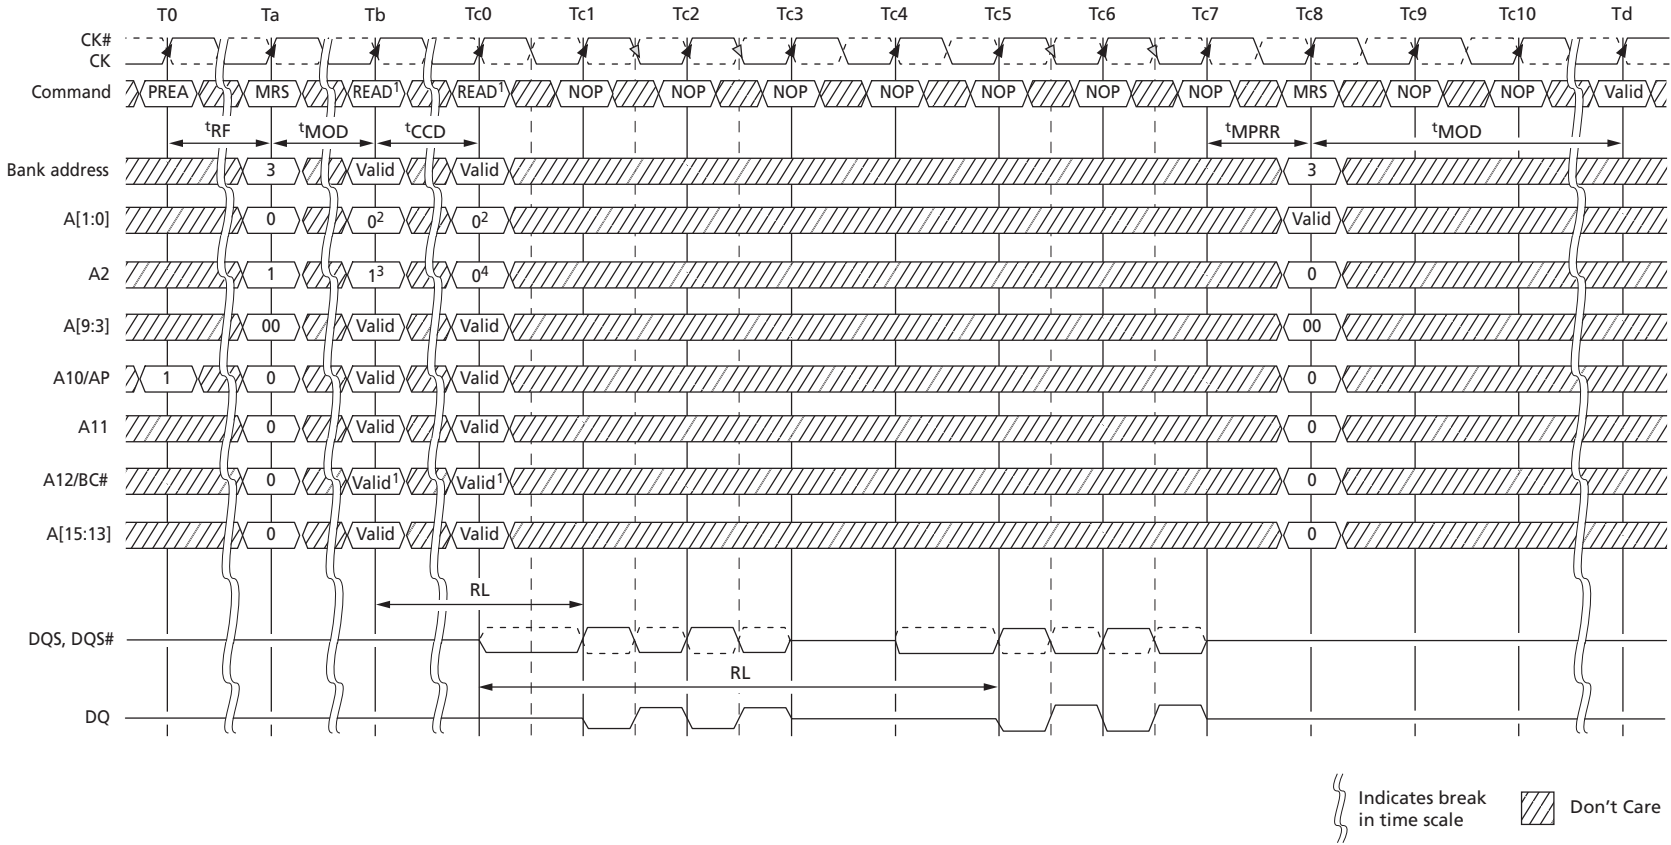 T0 Ta Tb Tc0 Tc1 Tc2 Tc3 Tc4 Tc5 Tc6 Tc7 Tc8 Tc9 Tc10 Td
CK#
CK
Command PREA MRS READ1 READ1 NOP NOP NOP NOP NOP NOP NOP MRS NOP NOP Valid
tRF tMOD tCCD tMPRR tMOD
Bank address 3 Valid Valid 3
A[1:0] 0 0² 0² Valid
A2 1 1³ 0⁴ 0
A[9:3] 00 Valid Valid 00
A10/AP 1 0 Valid Valid 0
A11 0 Valid Valid 0
A12/BC# 0 Valid1 Valid1 0
A[15:13] 0 Valid Valid 0
RL
DQS, DQS#
RL
DQ
Indicates break
in time scale
Don't Care